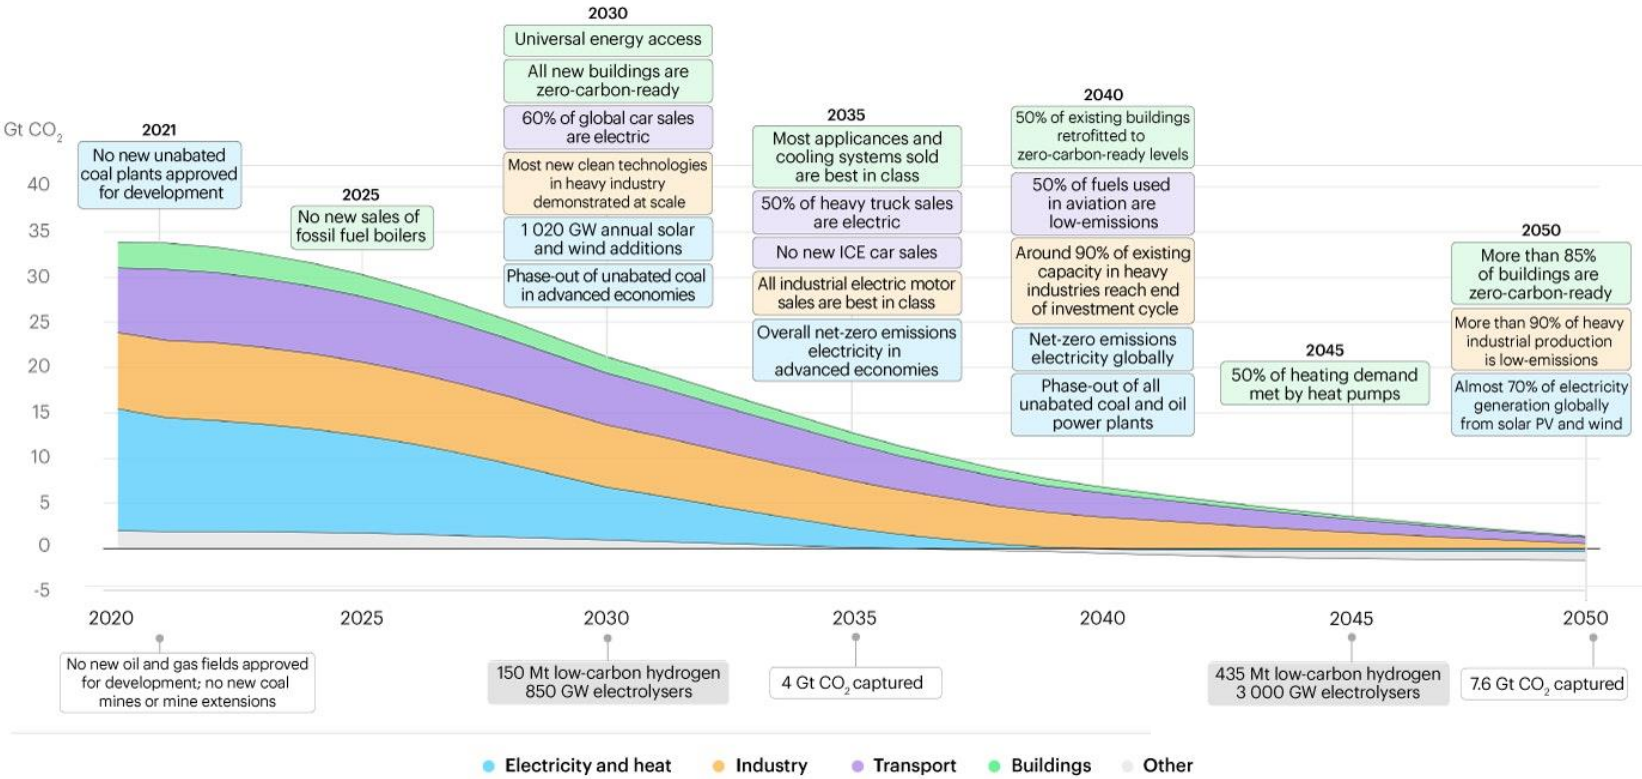 Gt CO2
40
35
30
25
20
15
10
5
0
-5
2021
No new unabated
coal plants approved
for development
2025
No new sales of
fossil fuel boilers
2030
Universal energy access
All new buildings are
zero-carbon-ready
60% of global car sales
are electric
Most new clean technologies
in heavy industry
demonstrated at scale
1 020 GW annual solar
and wind additions
Phase-out of unabated coal
in advanced economies
2035
Most applicances and
cooling systems sold
are best in class
50% of heavy truck sales
are electric
No new ICE car sales
All industrial electric motor
sales are best in class
Overall net-zero emissions
electricity in
advanced economies
2040
50% of existing buildings
retrofitted to
zero-carbon-ready levels
50% of fuels used
in aviation are
low-emissions
Around 90% of existing
capacity in heavy
industries reach end
of investment cycle
Net-zero emissions
electricity globally
Phase-out of all
unabated coal and oil
power plants
2045
50% of heating demand
met by heat pumps
2050
More than 85%
of buildings are
zero-carbon-ready
More than 90% of heavy
industrial production
is low-emissions
Almost 70% of electricity
generation globally
from solar PV and wind
2020
2025
2030
2035
2040
2045
2050
No new oil and gas fields approved
for development; no new coal
mines or mine extensions
150 Mt low-carbon hydrogen
850 GW electrolysers
4 Gt CO2 captured
435 Mt low-carbon hydrogen
3 000 GW electrolysers
7.6 Gt CO2 captured
Electricity and heat
Industry
Transport
Buildings
Other